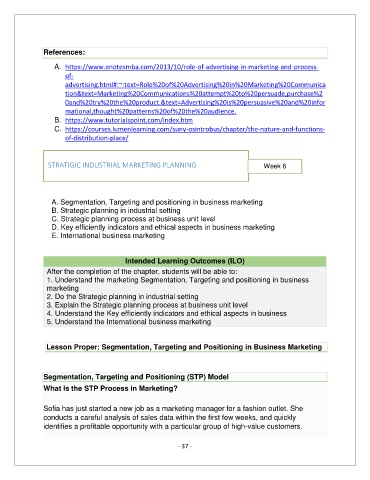 References:
A. https://www.enotesmba.com/2013/10/role-of-advertising-in-marketing-and-process-
of-
advertising.html#:~:text=Role%20of%20Advertising%20in%20Marketing%20Communica
tion&text=Marketing%20Communications%20attempt%20to%20persuade,purchase%2
0and%20try%20the%20product.&text=Advertising%20is%20persuasive%20and%20infor
mational,thought%20patterns%20of%20the%20audience.
B. https://www.tutorialspoint.com/index.htm
C. https://courses.lumenlearning.com/suny-osintrobus/chapter/the-nature-and-functions-
of-distribution-place/
STRATIGIC INDUSTRIAL MARKETING PLANNING
Week 6
A. Segmentation, Targeting and positioning in business marketing
B. Strategic planning in industrial setting
C. Strategic planning process at business unit level
D. Key efficiently indicators and ethical aspects in business marketing
E. International business marketing
Intended Learning Outcomes (ILO)
After the completion of the chapter, students will be able to:
1. Understand the marketing Segmentation, Targeting and positioning in business
marketing
2. Do the Strategic planning in industrial setting
3. Explain the Strategic planning process at business unit level
4. Understand the Key efficiently indicators and ethical aspects in business
5. Understand the International business marketing
Lesson Proper: Segmentation, Targeting and Positioning in Business Marketing
Segmentation, Targeting and Positioning (STP) Model
What Is the STP Process in Marketing?
Sofia has just started a new job as a marketing manager for a fashion outlet. She
conducts a careful analysis of sales data within the first few weeks, and quickly
identifies a profitable opportunity with a particular group of high-value customers.
- 37 -